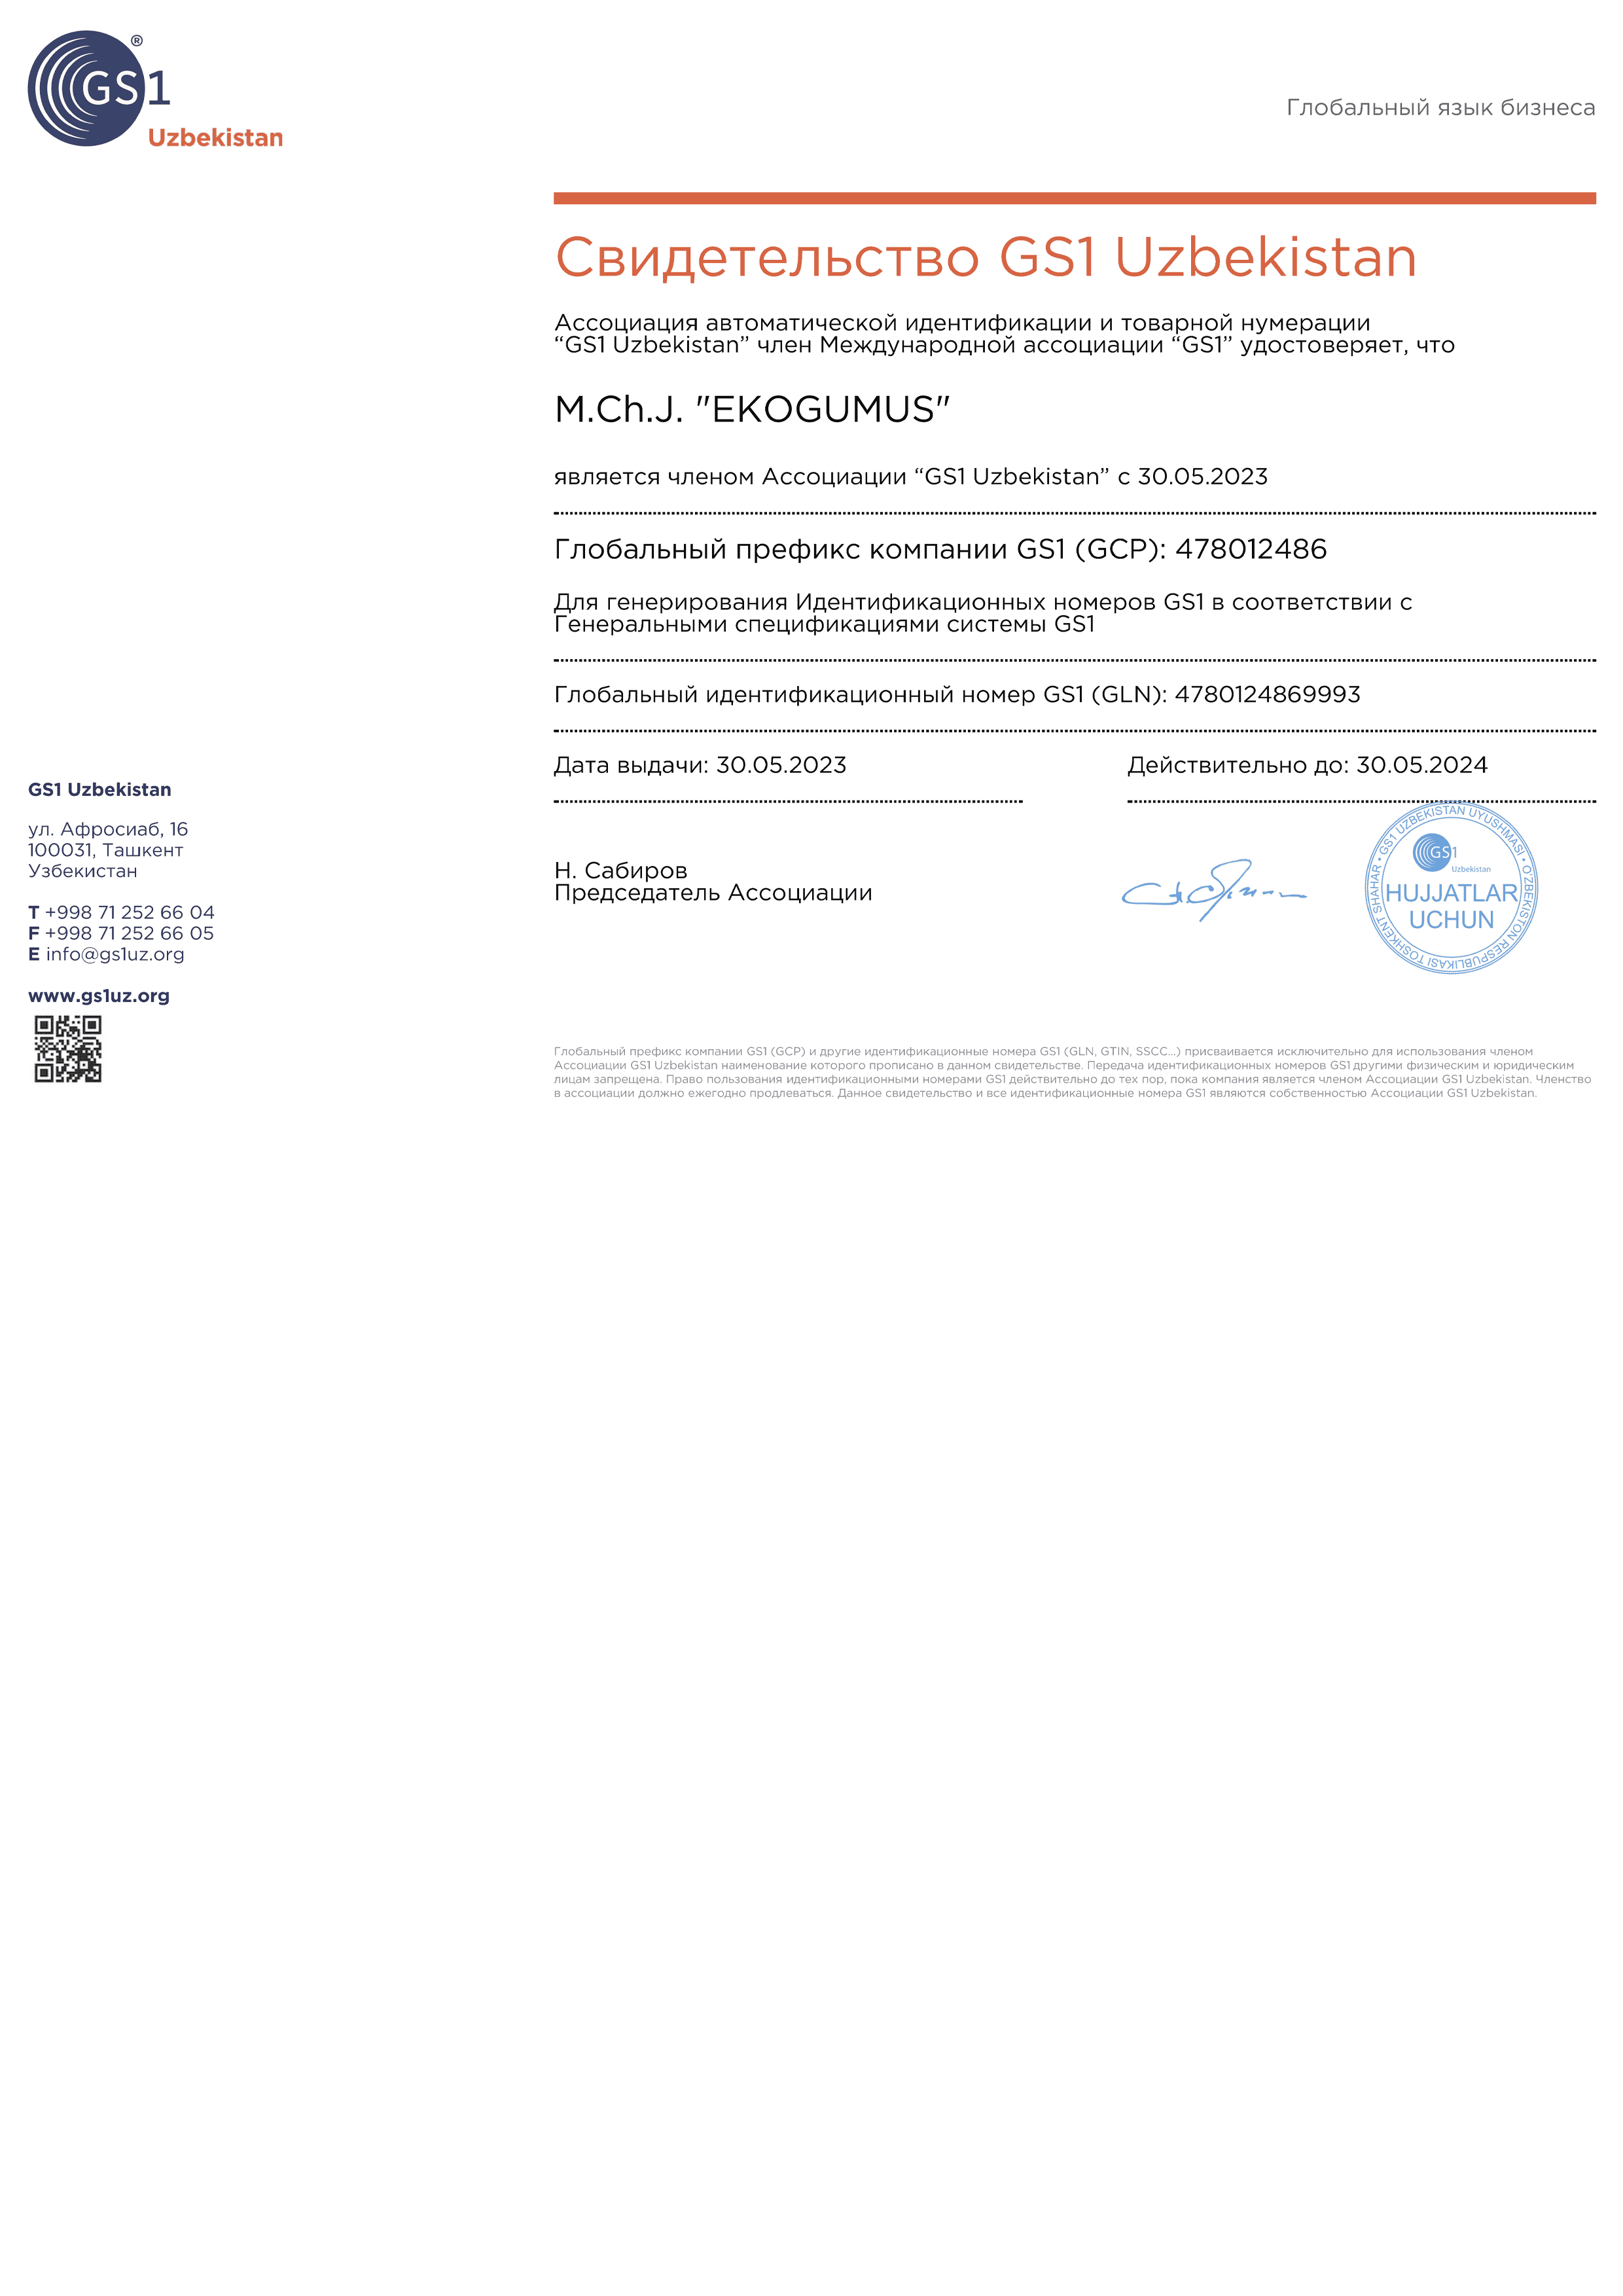 GS1
®
Uzbekistan
Глобальный язык бизнеса
Свидетельство GS1 Uzbekistan
Ассоциация автоматической идентификации и товарной нумерации
“GS1 Uzbekistan” член Международной ассоциации “GS1” удостоверяет, что
M.Ch.J. "EKOGUMUS"
является членом Ассоциации “GS1 Uzbekistan” с 30.05.2023
Глобальный префикс компании GS1 (GCP): 478012486
Для генерирования Идентификационных номеров GS1 в соответствии с
Генеральными спецификациями системы GS1
Глобальный идентификационный номер GS1 (GLN): 4780124869993
Дата выдачи: 30.05.2023
Действительно до: 30.05.2024
Н. Сабиров
Председатель Ассоциации
GS1 UZBEKISTAN UYUSHMASI • O'ZBEKISTON RESPUBLIKASI TOSHKENT SHAHAR •
GS1
Uzbekistan
HUJJATLAR
UCHUN
GS1 Uzbekistan
ул. Афросиаб, 16
100031, Ташкент
Узбекистан
T +998 71 252 66 04
F +998 71 252 66 05
E info@gs1uz.org
www.gs1uz.org
Глобальный префикс компании GS1 (GCP) и другие идентификационные номера GS1 (GLN, GTIN, SSCC...) присваивается исключительно для использования членом
Ассоциации GS1 Uzbekistan наименование которого прописано в данном свидетельстве. Передача идентификационных номеров GS1 другими физическим и юридическим
лицам запрещена. Право пользования идентификационными номерами GS1 действительно до тех пор, пока компания является членом Ассоциации GS1 Uzbekistan. Членство
в ассоциации должно ежегодно продлеваться. Данное свидетельство и все идентификационные номера GS1 являются собственностью Ассоциации GS1 Uzbekistan.